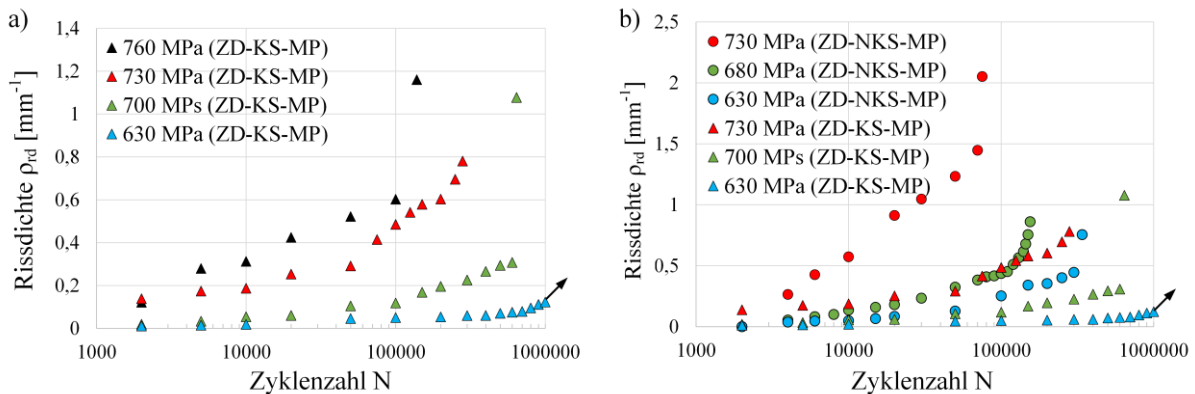 a)
Rissdichte ρrd [mm⁻¹]
1,4
1,2
1
0,8
0,6
0,4
0,2
0
760 MPa (ZD-KS-MP)
730 MPa (ZD-KS-MP)
700 MPs (ZD-KS-MP)
630 MPa (ZD-KS-MP)
1000 10000 100000 1000000
Zyklenzahl N
b)
Rissdichte ρrd [mm⁻¹]
2,5
2
1,5
1
0,5
0
730 MPa (ZD-NKS-MP)
680 MPa (ZD-NKS-MP)
630 MPa (ZD-NKS-MP)
730 MPa (ZD-KS-MP)
700 MPs (ZD-KS-MP)
630 MPa (ZD-KS-MP)
1000 10000 100000 1000000
Zyklenzahl N